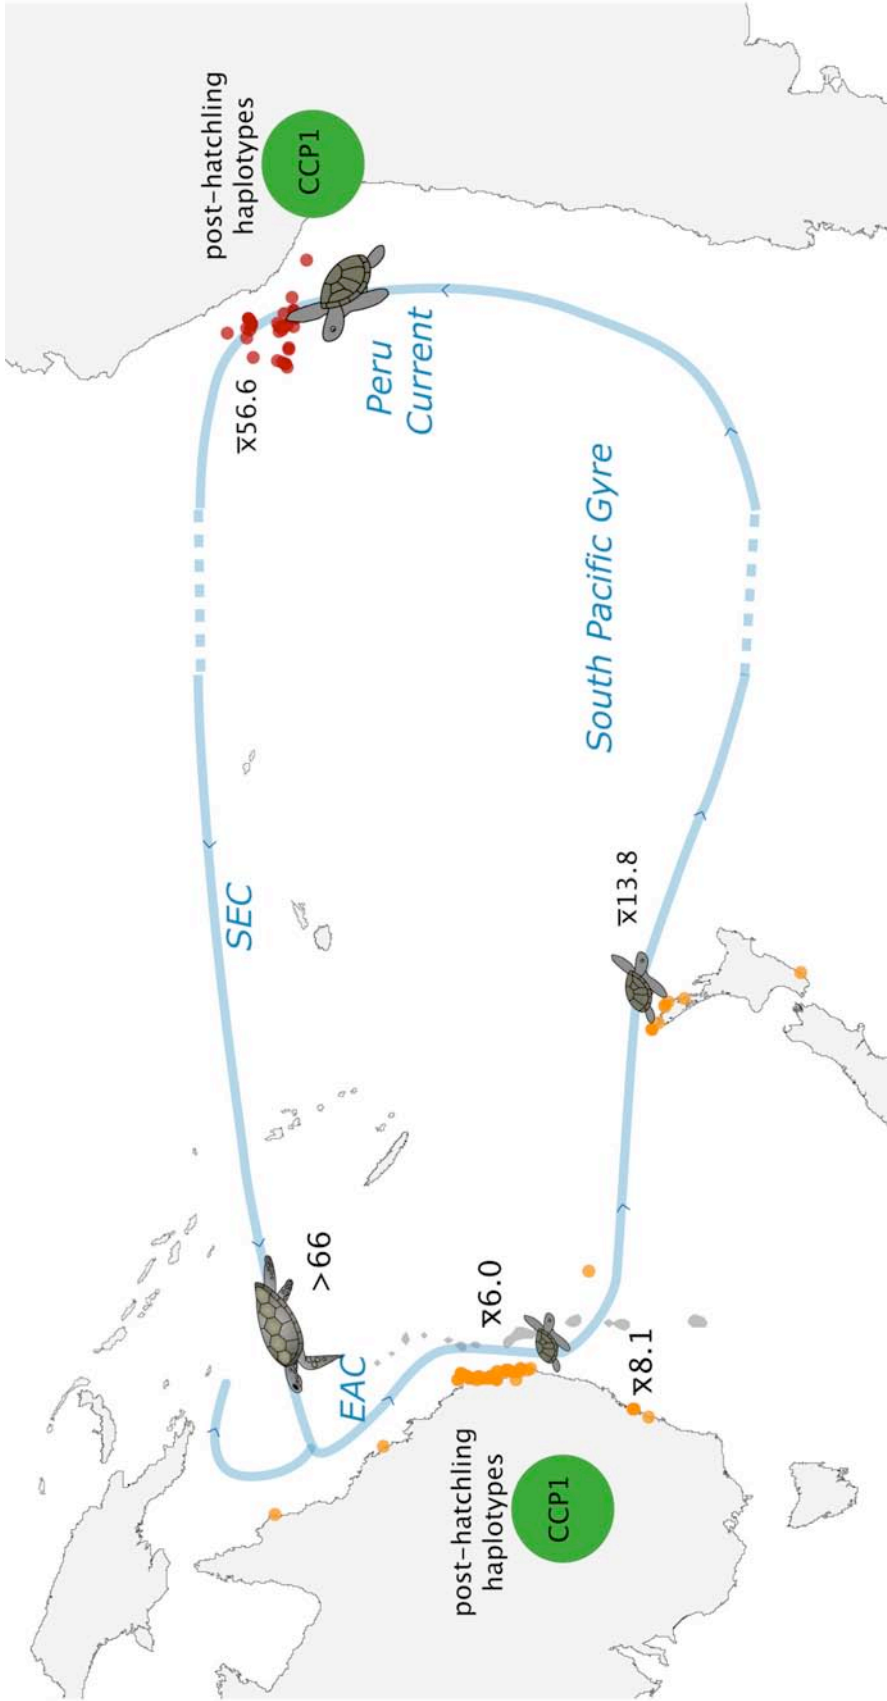 post-hatchling
haplotypes
CCP1
x̅56.6
Peru
Current
SEC
South Pacific Gyre
x̅13.8
>66
EAC
x̅6.0
x̅8.1
post-hatchling
haplotypes
CCP1